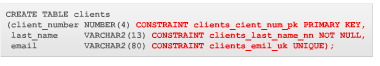 CREATE TABLE clients
(client_number NUMBER(4) CONSTRAINT clients_cient_num_pk PRIMARY KEY,
last_name VARCHAR2(13) CONSTRAINT clients_last_name_nn NOT NULL,
email VARCHAR2(80) CONSTRAINT clients_emil_uk UNIQUE);